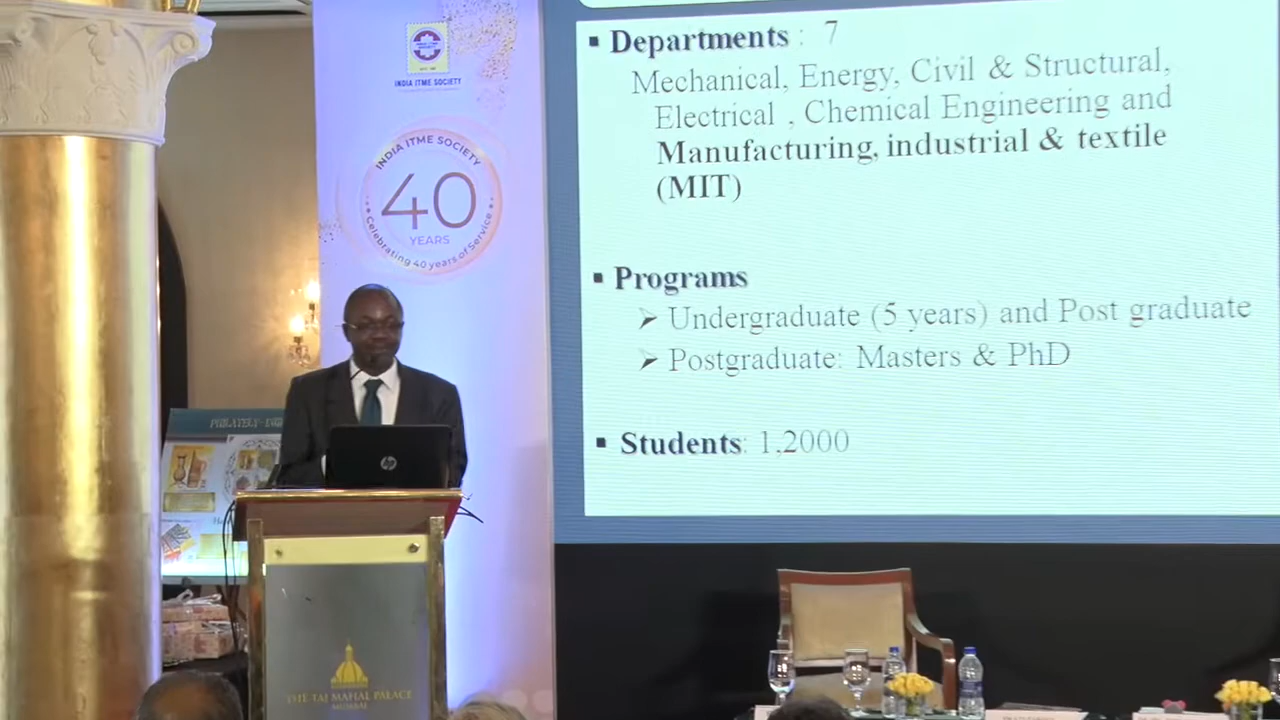 INDIA ITME SOCIETY
INDIA ITME SOCIETY
40
YEARS
Celebrating 40 years of Service
▪ Departments : 7
Mechanical, Energy, Civil & Structural,
Electrical , Chemical Engineering and
Manufacturing, industrial & textile
(MIT)
▪ Programs
➢ Undergraduate (5 years) and Post graduate
➢ Postgraduate: Masters & PhD
▪ Students: 1,2000
hp
THE TAJ MAHAL PALACE
MUMBAI